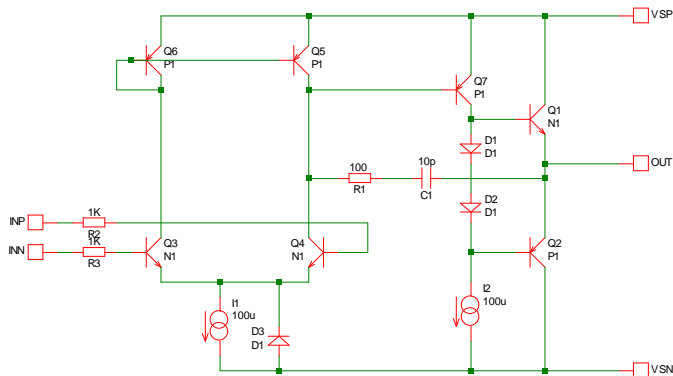 VSP
Q6
P1
Q5
P1
Q7
P1
Q1
N1
D1
D1
OUT
100
R1
10p
C1
D2
D1
INP
1K
R2
INN
1K
R3
Q3
N1
Q4
N1
Q2
P1
I1
100u
D3
D1
I2
100u
VSN